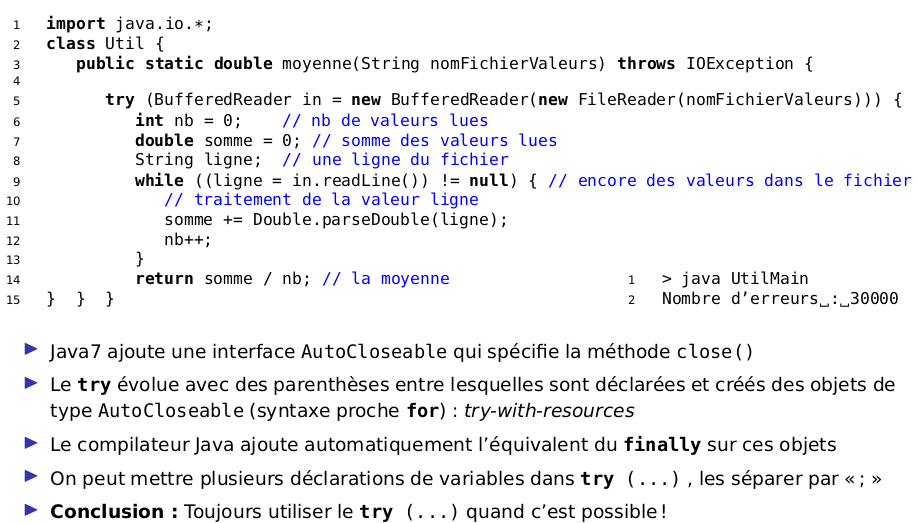 1 import java.io.*;
2 class Util {
3 public static double moyenne(String nomFichierValeurs) throws IOException {
4
5 try (BufferedReader in = new BufferedReader(new FileReader(nomFichierValeurs))) {
6 int nb = 0; // nb de valeurs lues
7 double somme = 0; // somme des valeurs lues
8 String ligne; // une ligne du fichier
9 while ((ligne = in.readLine()) != null) { // encore des valeurs dans le fichier
10 // traitement de la valeur ligne
11 somme += Double.parseDouble(ligne);
12 nb++;
13 }
14 return somme / nb; // la moyenne
15 } } }
1 > java UtilMain
2 Nombre d’erreurs␣:␣30000
▶ Java7 ajoute une interface AutoCloseable qui spécifie la méthode close()
▶ Le try évolue avec des parenthèses entre lesquelles sont déclarées et créés des objets de
type AutoCloseable (syntaxe proche for) : try-with-resources
▶ Le compilateur Java ajoute automatiquement l’équivalent du finally sur ces objets
▶ On peut mettre plusieurs déclarations de variables dans try (...) , les séparer par « ; »
▶ Conclusion : Toujours utiliser le try (...) quand c’est possible !